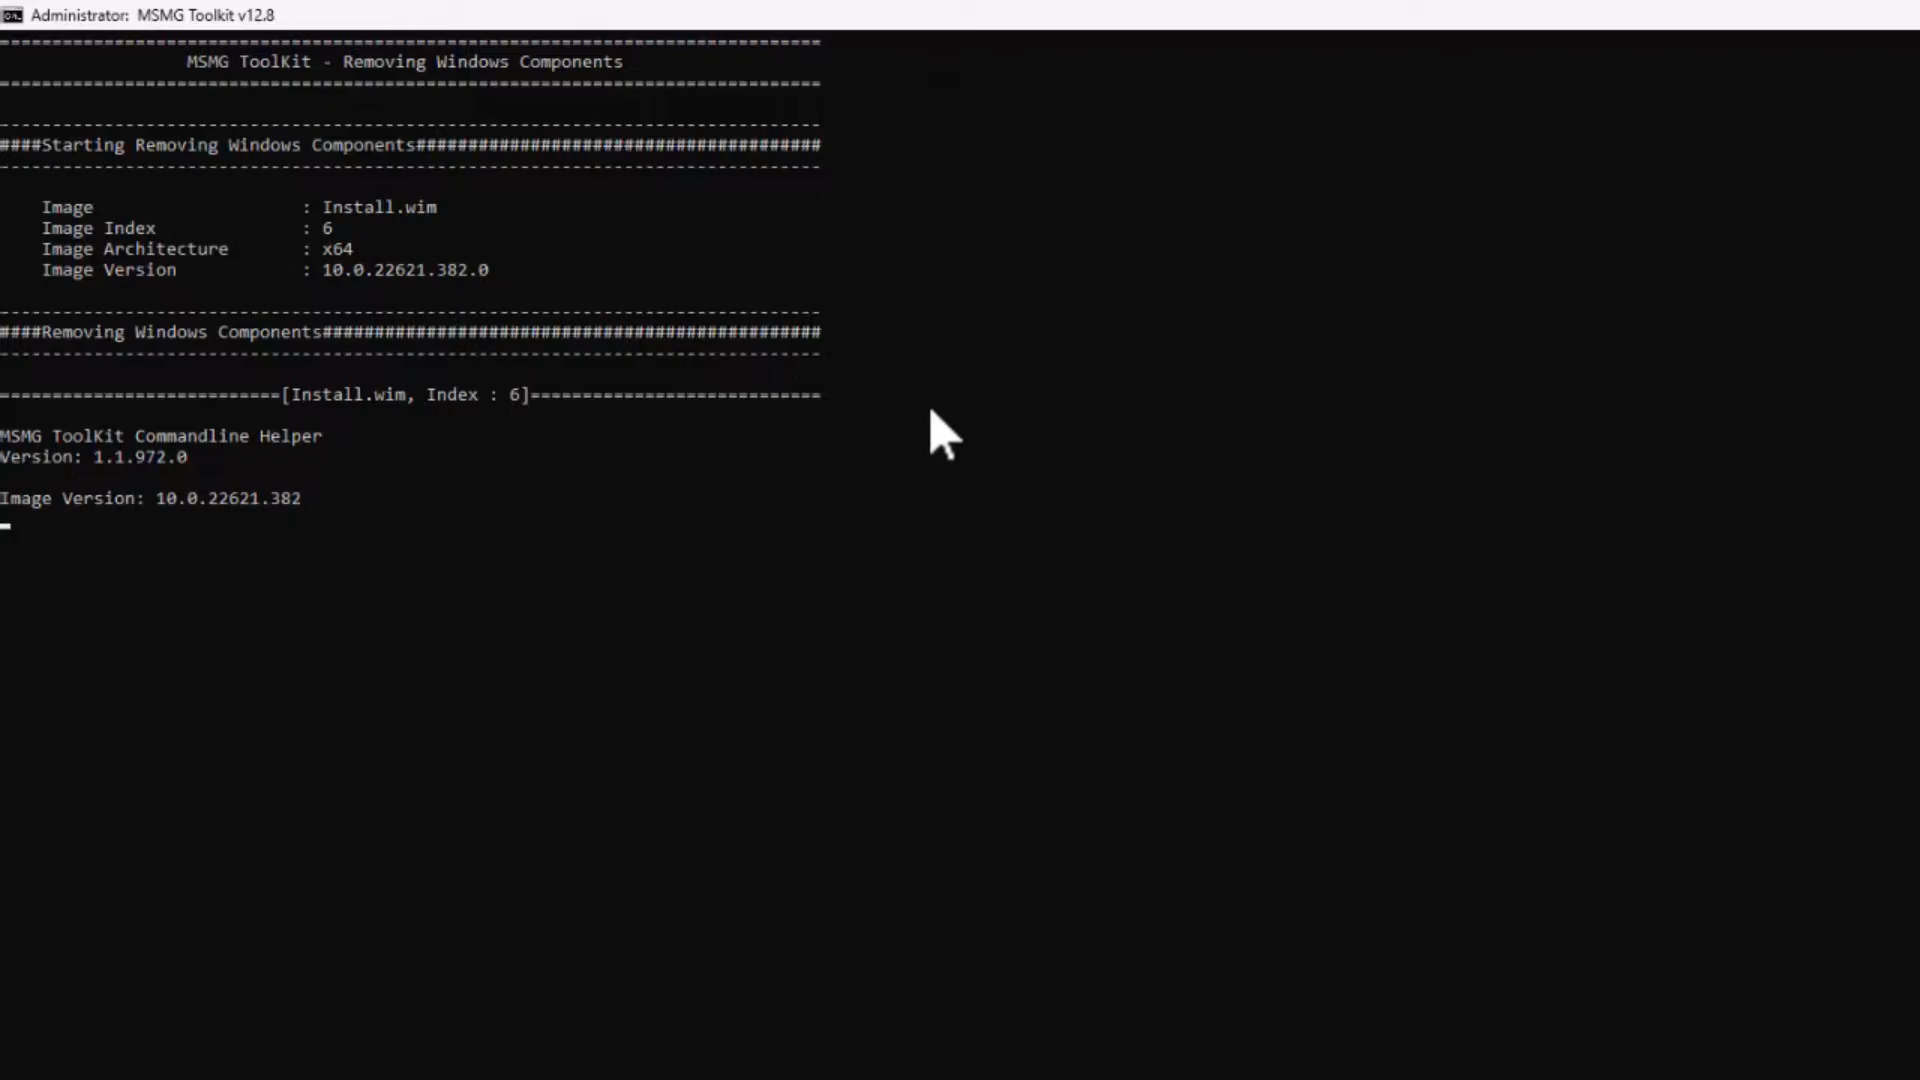 Administrator: MSMG Toolkit v12.8
===============================================================================
MSMG ToolKit - Removing Windows Components
===============================================================================
-------------------------------------------------------------------------------
####Starting Removing Windows Components#######################################
-------------------------------------------------------------------------------
Image : Install.wim
Image Index : 6
Image Architecture : x64
Image Version : 10.0.22621.382.0
-------------------------------------------------------------------------------
####Removing Windows Components################################################
-------------------------------------------------------------------------------
===========================[Install.wim, Index : 6]============================
MSMG ToolKit Commandline Helper
Version: 1.1.972.0
Image Version: 10.0.22621.382